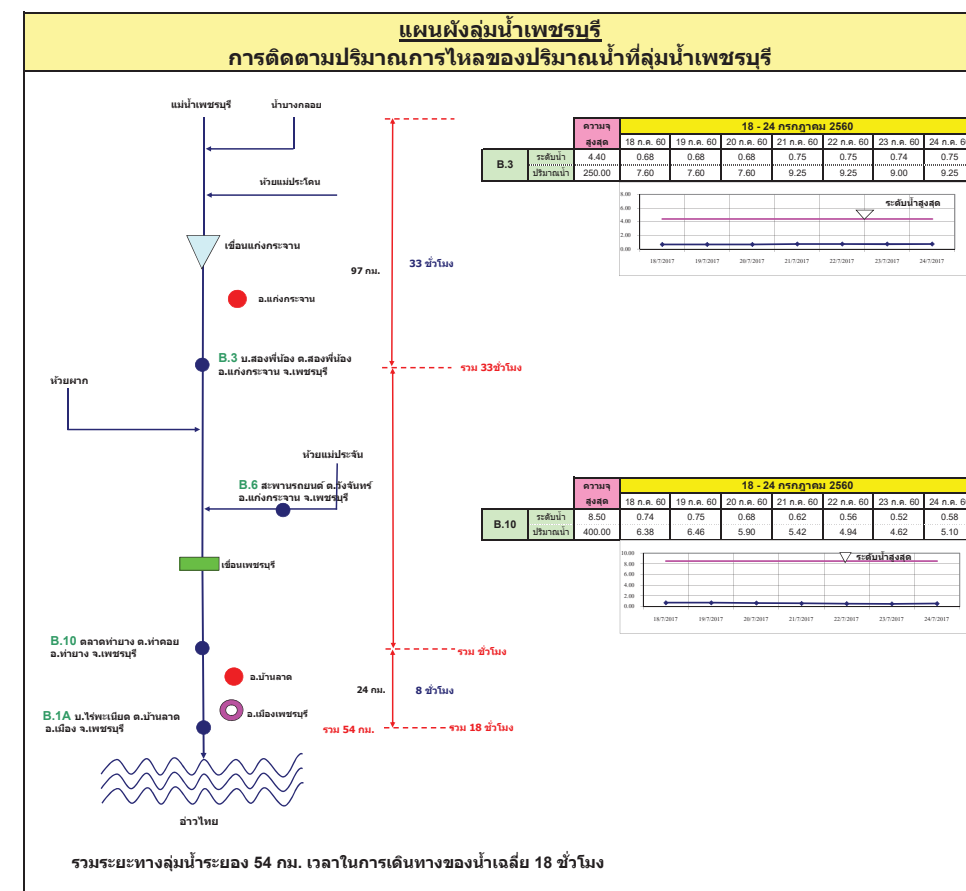 แผนผังลุ่มน้ำเพชรบุรี
การติดตามปริมาณการไหลของปริมาณน้ำที่ลุ่มน้ำเพชรบุรี
แม่น้ำเพชรบุรี น้ำบางกลอย
ห้วยแม่ประโดน
เขื่อนแก่งกระจาน
97 กม. 33 ชั่วโมง
อ.แก่งกระจาน
B.3 บ.สองพี่น้อง ต.สองพี่น้อง
อ.แก่งกระจาน จ.เพชรบุรี
รวม 33ชั่วโมง
ห้วยผาก
ห้วยแม่ประจัน
B.6 สะพานรถยนต์ ต.วังจันทร์
อ.แก่งกระจาน จ.เพชรบุรี
เขื่อนเพชรบุรี
B.10 ตลาดท่ายาง ต.ท่าคอย
อ.ท่ายาง จ.เพชรบุรี
รวม ชั่วโมง
อ.บ้านลาด
24 กม. 8 ชั่วโมง
อ.เมืองเพชรบุรี
B.1A บ.ไร่พะเนียด ต.บ้านลาด
อ.เมือง จ.เพชรบุรี
รวม 54 กม. รวม 18 ชั่วโมง
อ่าวไทย
รวมระยะทางลุ่มน้ำระยอง 54 กม. เวลาในการเดินทางของน้ำเฉลี่ย 18 ชั่วโมง
ความจุ 18 - 24 กรกฎาคม 2560
สูงสุด 18 ก.ค. 60 19 ก.ค. 60 20 ก.ค. 60 21 ก.ค. 60 22 ก.ค. 60 23 ก.ค. 60 24 ก.ค. 6
B.3 ระดับน้ำ 4.40 0.68 0.68 0.68 0.75 0.75 0.74 0.75
ปริมาณน้ำ 250.00 7.60 7.60 7.60 9.25 9.25 9.00 9.25
8.00
ระดับน้ำสูงสุด
6.00
4.00
2.00
0.00
18/7/2017 19/7/2017 20/7/2017 21/7/2017 22/7/2017 23/7/2017 24/7/2017
ความจุ 18 - 24 กรกฎาคม 2560
สูงสุด 18 ก.ค. 60 19 ก.ค. 60 20 ก.ค. 60 21 ก.ค. 60 22 ก.ค. 60 23 ก.ค. 60 24 ก.ค. 6
B.10 ระดับน้ำ 8.50 0.74 0.75 0.68 0.62 0.56 0.52 0.58
ปริมาณน้ำ 400.00 6.38 6.46 5.90 5.42 4.94 4.62 5.10
10.00
ระดับน้ำสูงสุด
8.00
6.00
4.00
2.00
0.00
18/7/2017 19/7/2017 20/7/2017 21/7/2017 22/7/2017 23/7/2017 24/7/2017